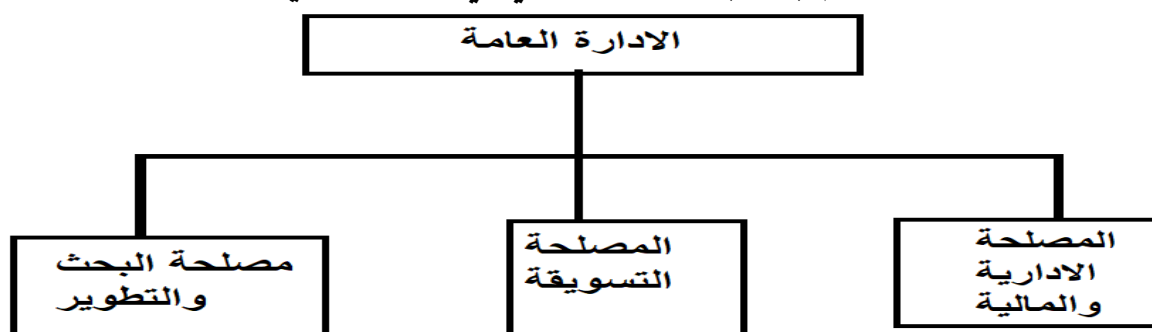 الادارة العامة
المصلحة
الادارية
والمالية
المصلحة
التسويقة
مصلحة البحث
والتطوير